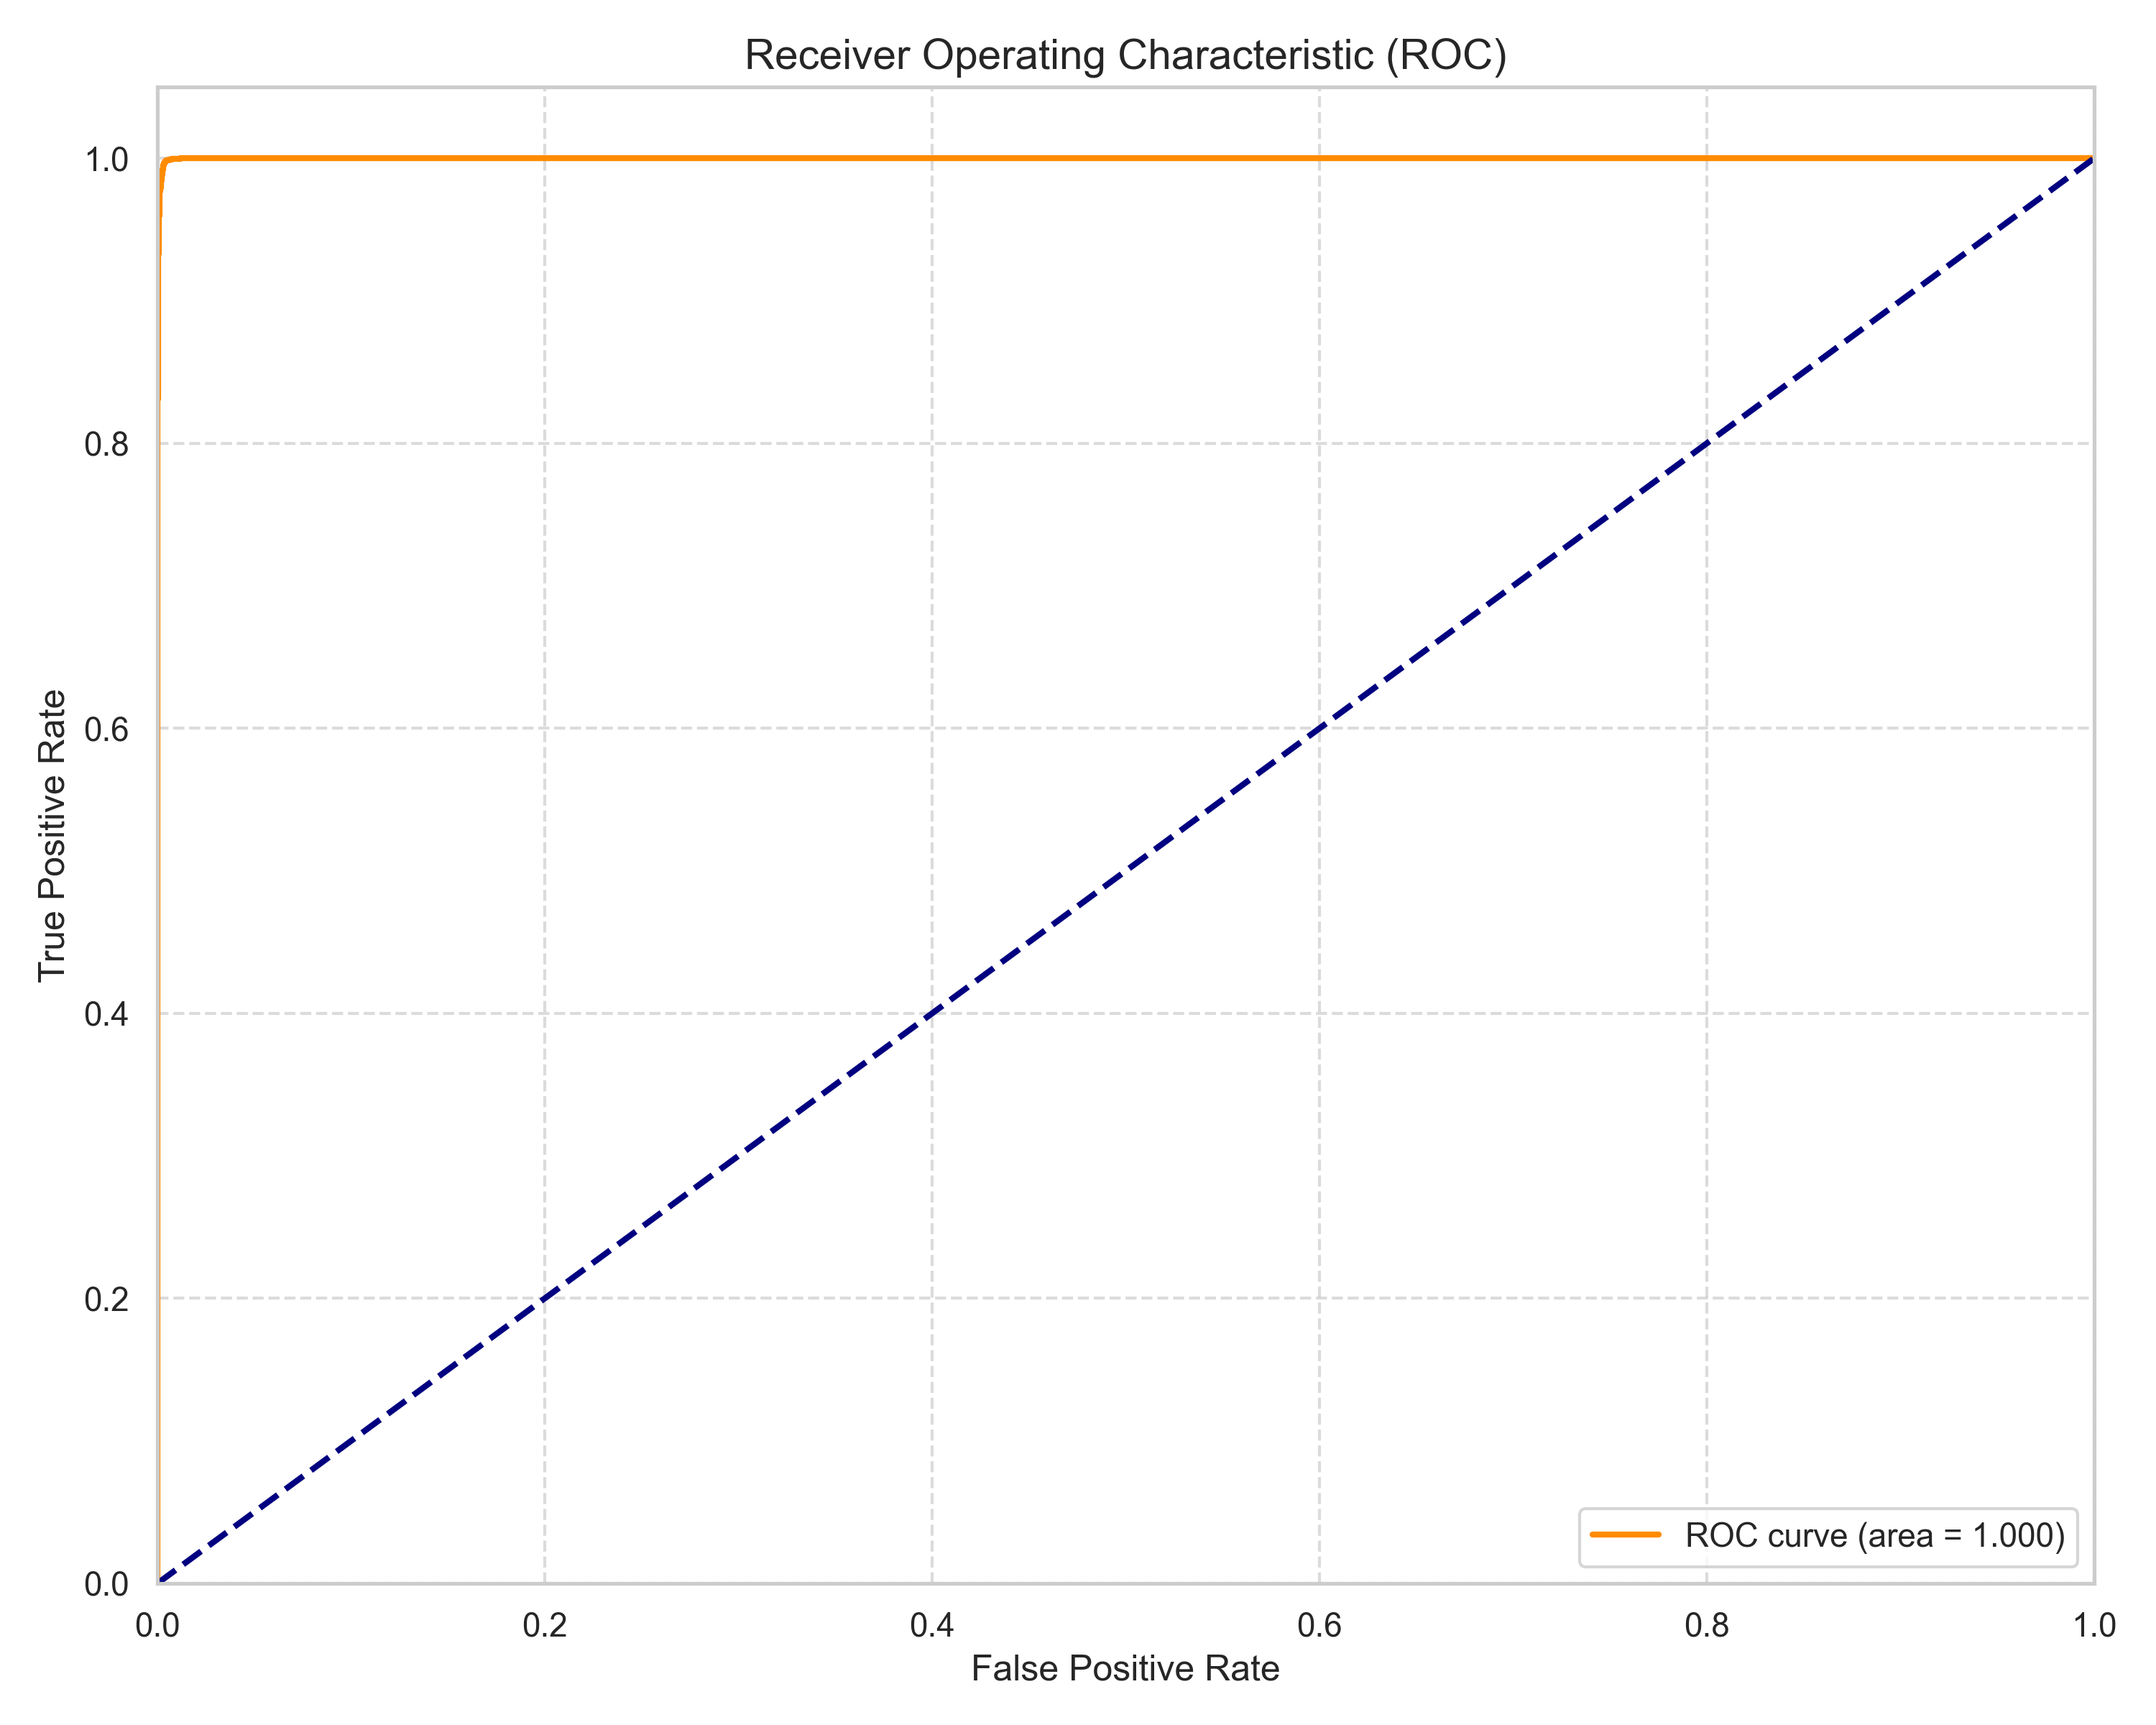 Receiver Operating Characteristic (ROC)
True Positive Rate
1.0
0.8
0.6
0.4
0.2
0.0
0.0 0.2 0.4 0.6 0.8 1.0
False Positive Rate
ROC curve (area = 1.000)